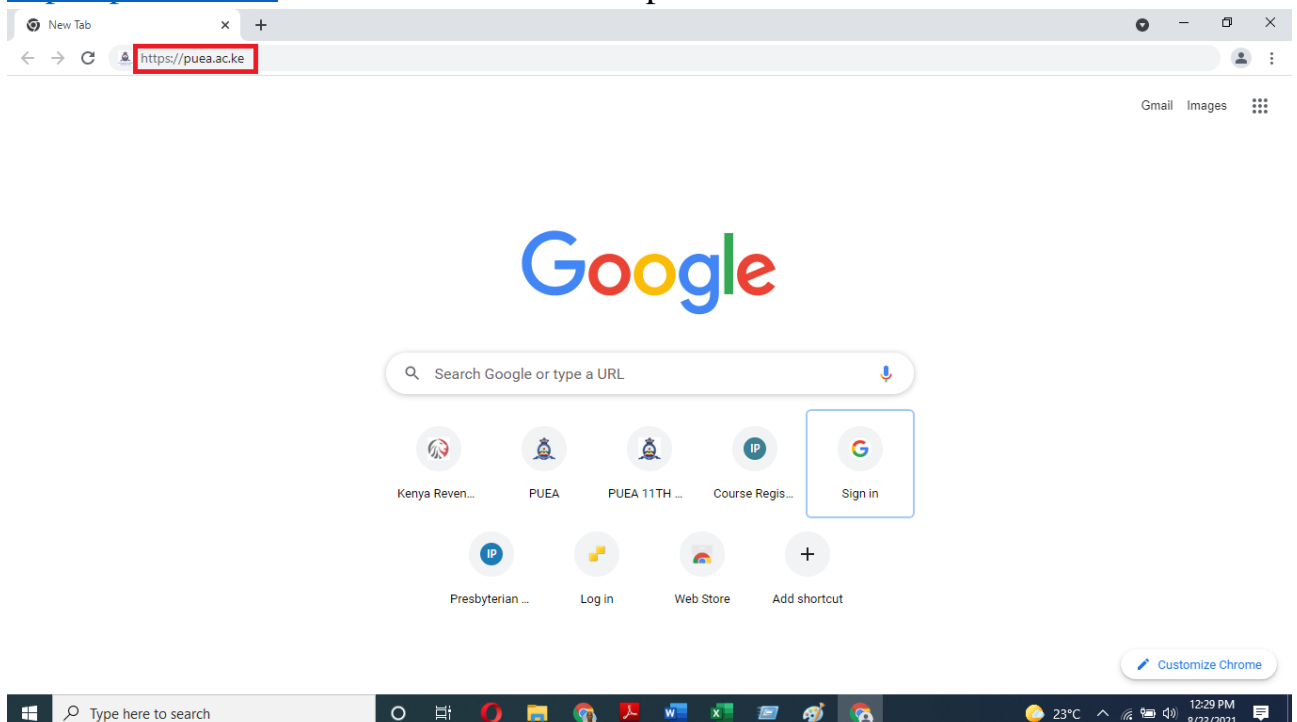 New Tab
https://puea.ac.ke
Gmail Images
Google
Search Google or type a URL
Kenya Reven... PUEA PUEA 11TH ... Course Regis... Sign in
Presbyterian ... Log in Web Store Add shortcut
Customize Chrome
Type here to search
23°C
12:29 PM